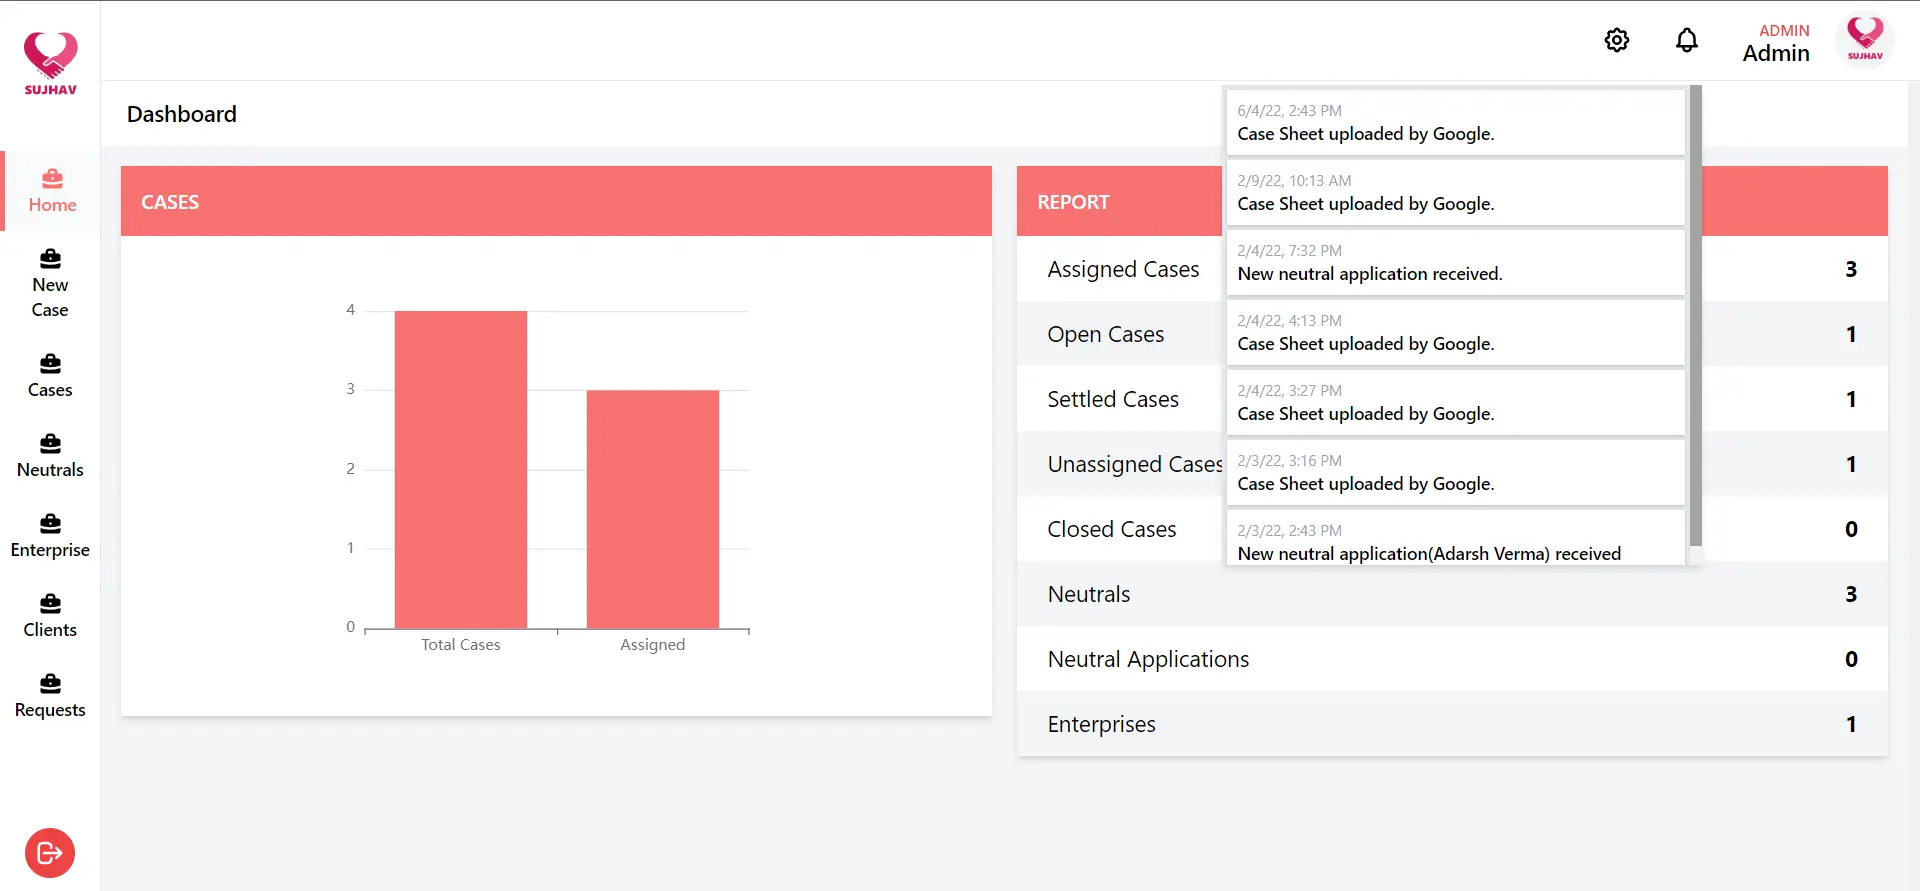 SUJHAV
Home
New
Case
Cases
Neutrals
Enterprise
Clients
Requests
ADMIN
Admin
SUJHAV
Dashboard
CASES
4
3
2
1
0
Total Cases
Assigned
REPORT
Assigned Cases 3
Open Cases 1
Settled Cases 1
Unassigned Cases 1
Closed Cases 0
Neutrals 3
Neutral Applications 0
Enterprises 1
6/4/22, 2:43 PM
Case Sheet uploaded by Google.
2/9/22, 10:13 AM
Case Sheet uploaded by Google.
2/4/22, 7:32 PM
New neutral application received.
2/4/22, 4:13 PM
Case Sheet uploaded by Google.
2/4/22, 3:27 PM
Case Sheet uploaded by Google.
2/3/22, 3:16 PM
Case Sheet uploaded by Google.
2/3/22, 2:43 PM
New neutral application(Adarsh Verma) received